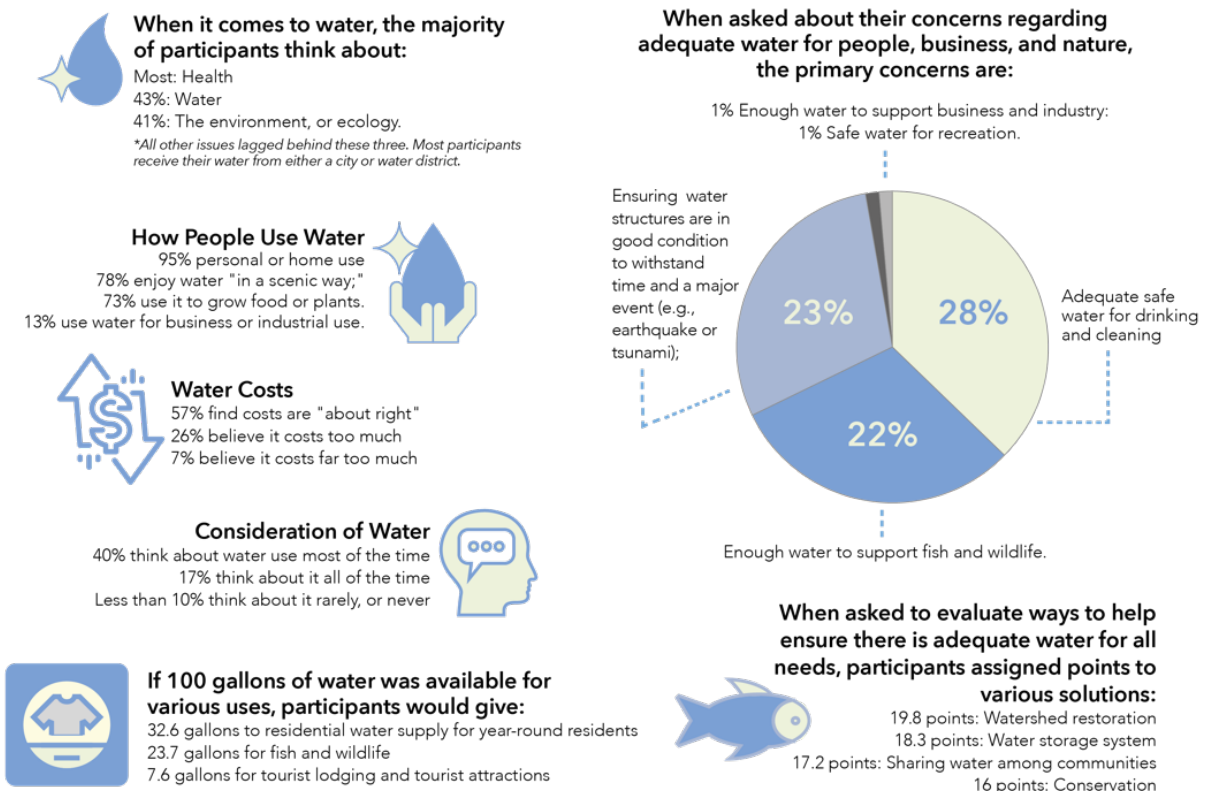 When it comes to water, the majority
of participants think about:
Most: Health
43%: Water
41%: The environment, or ecology.
*All other issues lagged behind these three. Most participants
receive their water from either a city or water district.
How People Use Water
95% personal or home use
78% enjoy water "in a scenic way;"
73% use it to grow food or plants.
13% use water for business or industrial use.
Water Costs
57% find costs are "about right"
26% believe it costs too much
7% believe it costs far too much
Consideration of Water
40% think about water use most of the time
17% think about it all of the time
Less than 10% think about it rarely, or never
If 100 gallons of water was available for
various uses, participants would give:
32.6 gallons to residential water supply for year-round residents
23.7 gallons for fish and wildlife
7.6 gallons for tourist lodging and tourist attractions
When asked about their concerns regarding
adequate water for people, business, and nature,
the primary concerns are:
1% Enough water to support business and industry:
1% Safe water for recreation.
Ensuring water
structures are in
good condition
to withstand
time and a major
event (e.g.,
earthquake or
tsunami);
23%
28%
22%
Adequate safe
water for drinking
and cleaning
Enough water to support fish and wildlife.
When asked to evaluate ways to help
ensure there is adequate water for all
needs, participants assigned points to
various solutions:
19.8 points: Watershed restoration
18.3 points: Water storage system
17.2 points: Sharing water among communities
16 points: Conservation